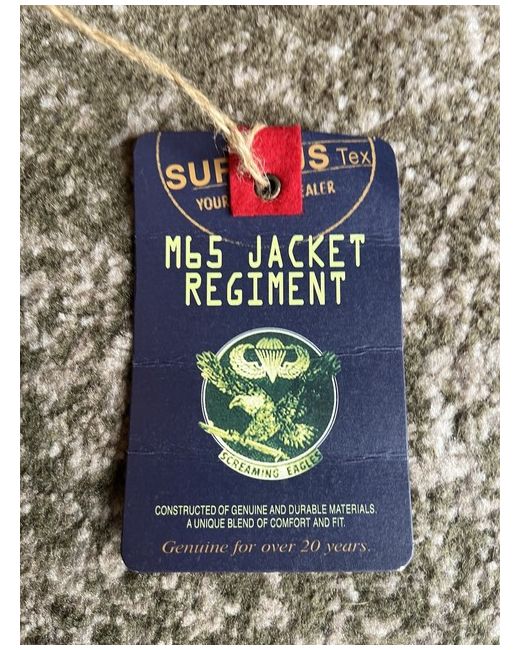 Tex
YOUR
M65 JACKET
REGIMENT
SCREAMING EAGLES
CONSTRUCTED OF GENUINE AND DURABLE MATERIALS.
A UNIQUE BLEND OF COMFORT AND FIT.
Genuine for over 20 years.